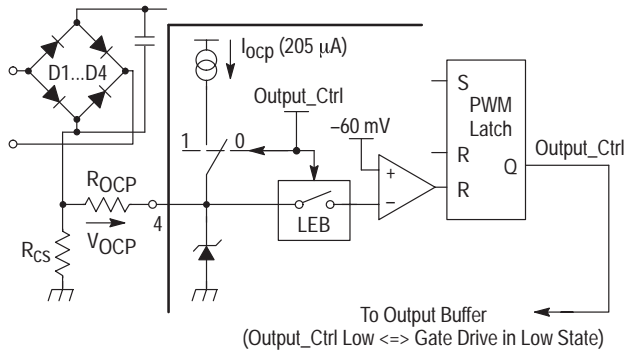 D1...D4
Iocp (205 μA)
Output_Ctrl
1
0
–60 mV
+
–
LEB
S
PWM
Latch
R
R
Q
Output_Ctrl
ROCP
VOCP
4
RCS
To Output Buffer
(Output_Ctrl Low <=> Gate Drive in Low State)